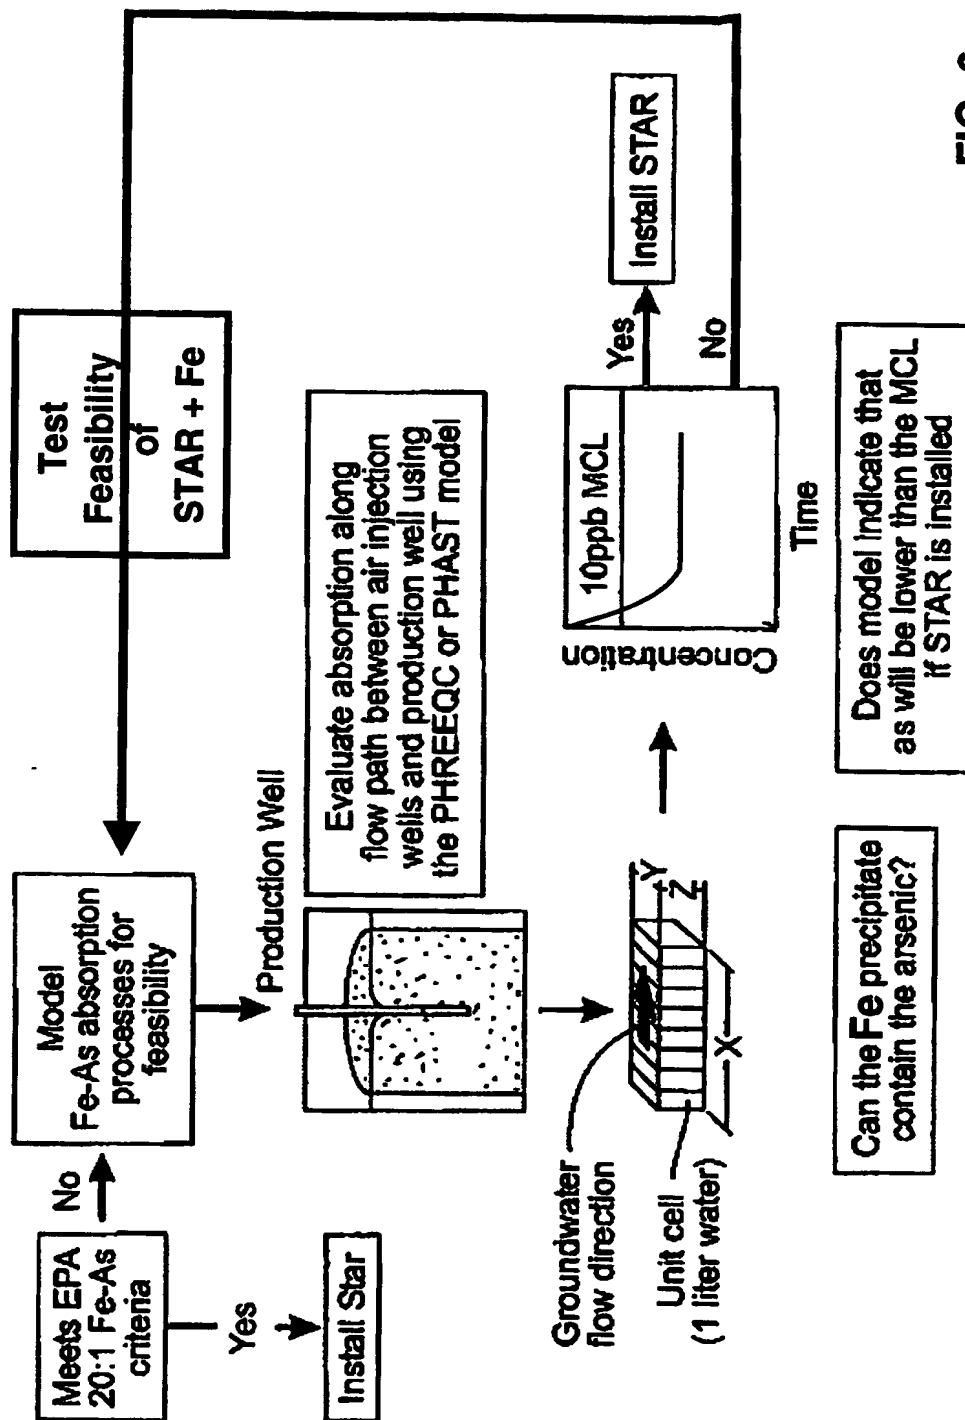 Meets EPA
20:1 Fe-As
criteria
No
Yes
Install Star
Model
Fe-As absorption
processes for
feasibility
Test
Feasibility
of
STAR + Fe
Production Well
Evaluate absorption along
flow path between air injection
wells and production well using
the PHREEQC or PHAST model
Groundwater
flow direction
Unit cell
(1 liter water)
X
Y
Z
Concentration
10ppb MCL
Time
Yes
No
Install STAR
Can the Fe precipitate
contain the arsenic?
Does model indicate that
as will be lower than the MCL
if STAR is installed
FIG.